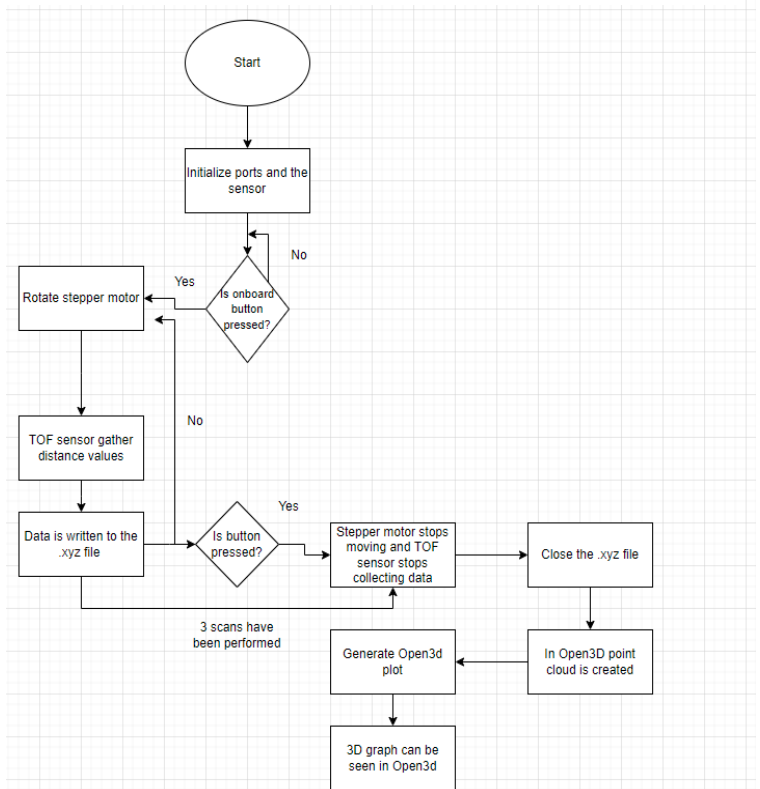 Start
Initialize ports and the
sensor
No
Yes
Is onboard
button
pressed?
Rotate stepper motor
No
TOF sensor gather
distance values
Data is written to the
.xyz file
Is button
pressed?
Yes
Stepper motor stops
moving and TOF
sensor stops
collecting data
Close the .xyz file
3 scans have
been performed
Generate Open3d
plot
In Open3D point
cloud is created
3D graph can be
seen in Open3d